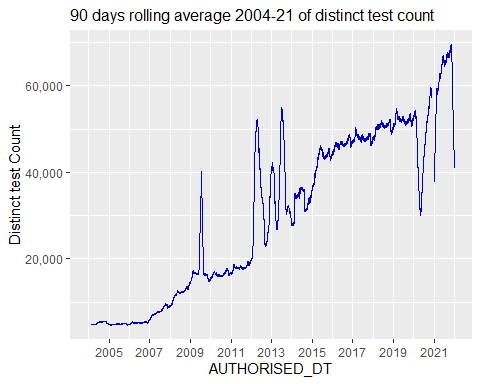 90 days rolling average 2004-21 of distinct test count
Distinct test Count
60,000
40,000
20,000
2005 2007 2009 2011 2013 2015 2017 2019 2021
AUTHORISED_DT